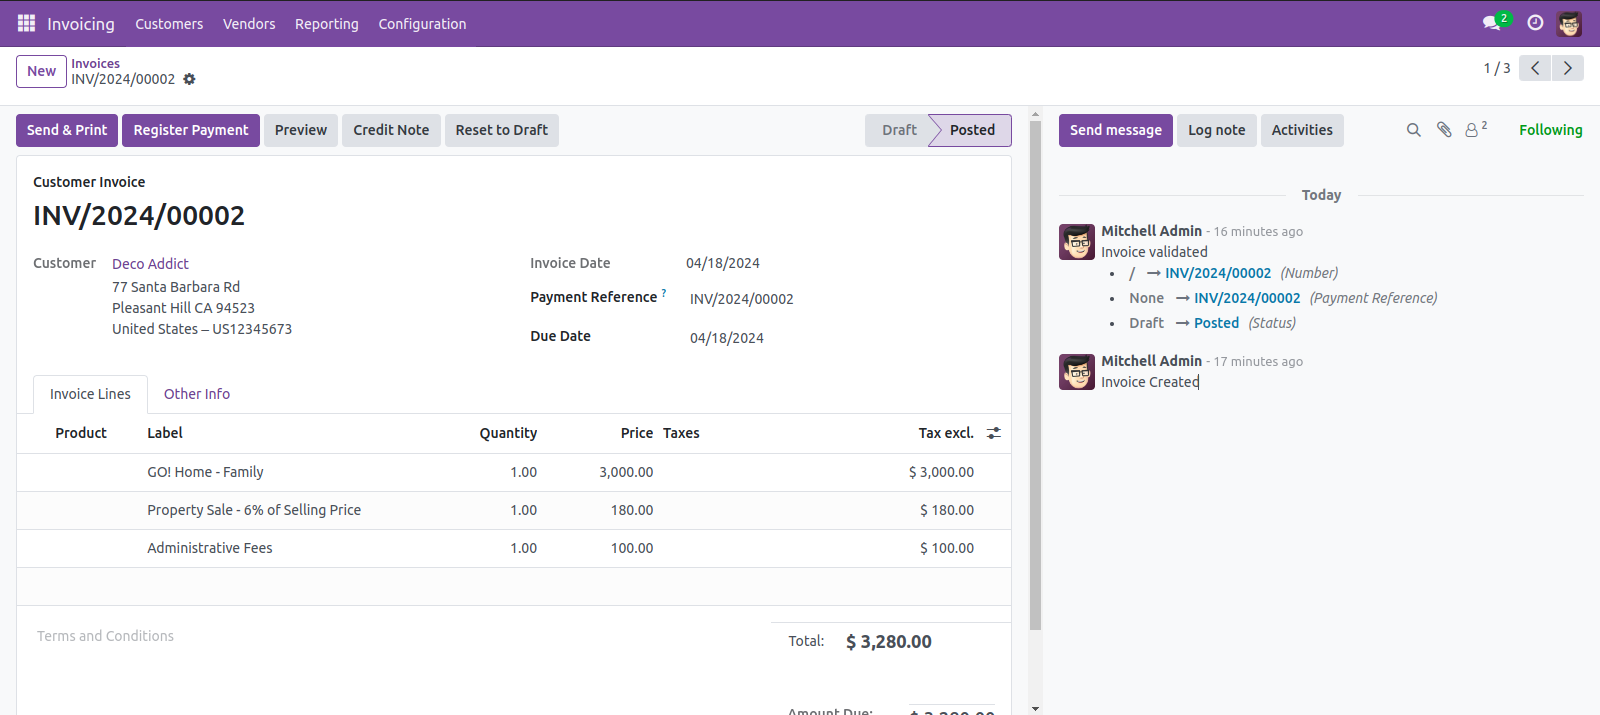 Invoicing Customers Vendors Reporting Configuration 2
New Invoices
INV/2024/00002
1 / 3
Send & Print Register Payment Preview Credit Note Reset to Draft Draft Posted
Send message Log note Activities 2 Following
Customer Invoice
INV/2024/00002
Customer Deco Addict
77 Santa Barbara Rd
Pleasant Hill CA 94523
United States – US12345673
Invoice Date 04/18/2024
Payment Reference ? INV/2024/00002
Due Date 04/18/2024
Invoice Lines Other Info
Product Label Quantity Price Taxes Tax excl.
GO! Home - Family 1.00 3,000.00 $ 3,000.00
Property Sale - 6% of Selling Price 1.00 180.00 $ 180.00
Administrative Fees 1.00 100.00 $ 100.00
Terms and Conditions
Total: $ 3,280.00
Amount Due: $ 3,280.00
Today
Mitchell Admin - 16 minutes ago
Invoice validated
• / → INV/2024/00002 (Number)
• None → INV/2024/00002 (Payment Reference)
• Draft → Posted (Status)
Mitchell Admin - 17 minutes ago
Invoice Created